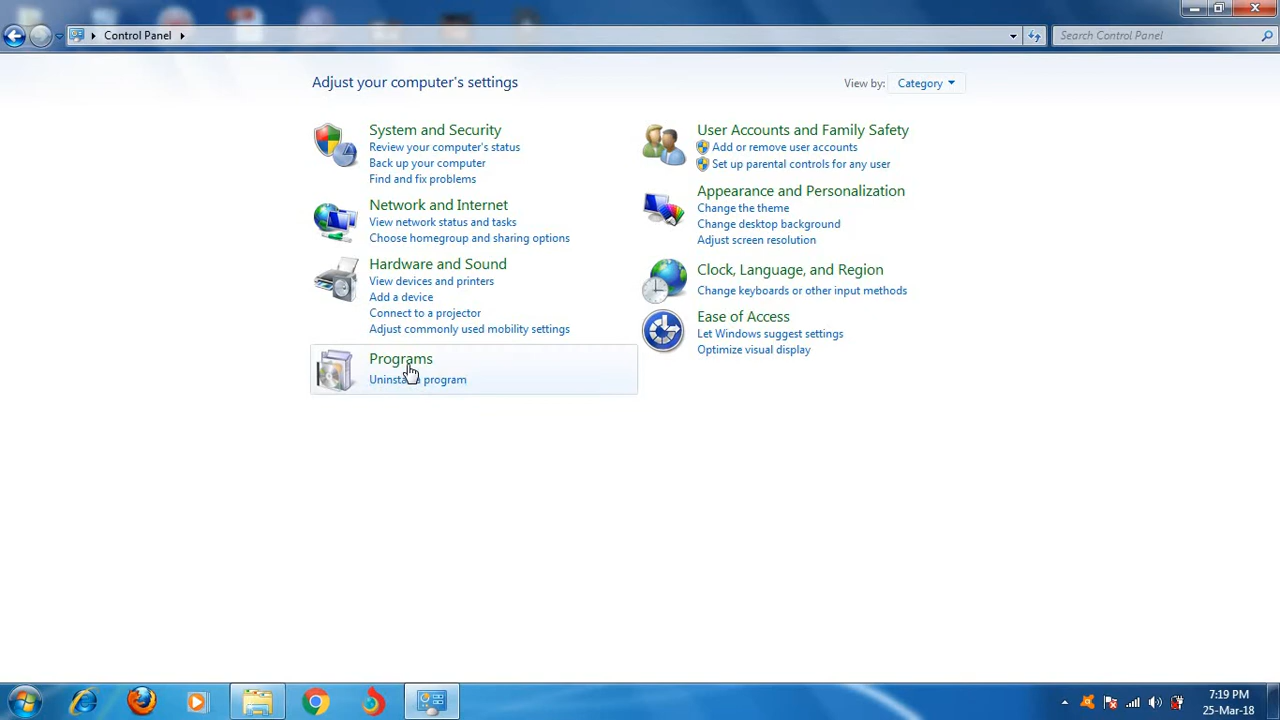 Control Panel
Search Control Panel
Adjust your computer's settings
View by: Category
System and Security
Review your computer's status
Back up your computer
Find and fix problems
Network and Internet
View network status and tasks
Choose homegroup and sharing options
Hardware and Sound
View devices and printers
Add a device
Connect to a projector
Adjust commonly used mobility settings
Programs
Uninstall a program
User Accounts and Family Safety
Add or remove user accounts
Set up parental controls for any user
Appearance and Personalization
Change the theme
Change desktop background
Adjust screen resolution
Clock, Language, and Region
Change keyboards or other input methods
Ease of Access
Let Windows suggest settings
Optimize visual display
7:19 PM
25-Mar-18